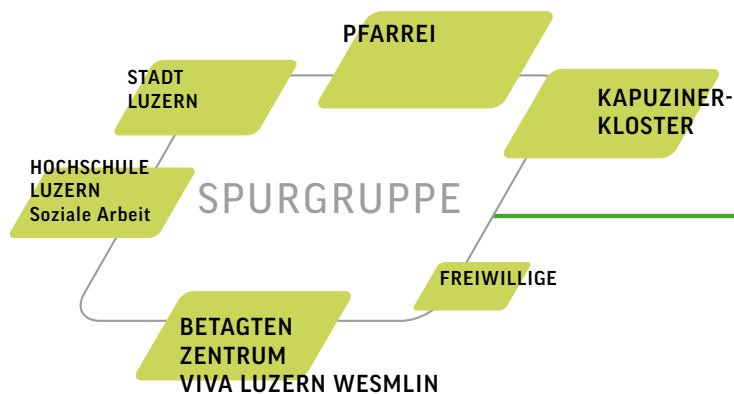 PFARREI
STADT
LUZERN
KAPUZINER-
KLOSTER
HOCHSCHULE
LUZERN
Soziale Arbeit
SPURGRUPPE
FREIWILLIGE
BETAGTEN
ZENTRUM
VIVA LUZERN WESMLIN